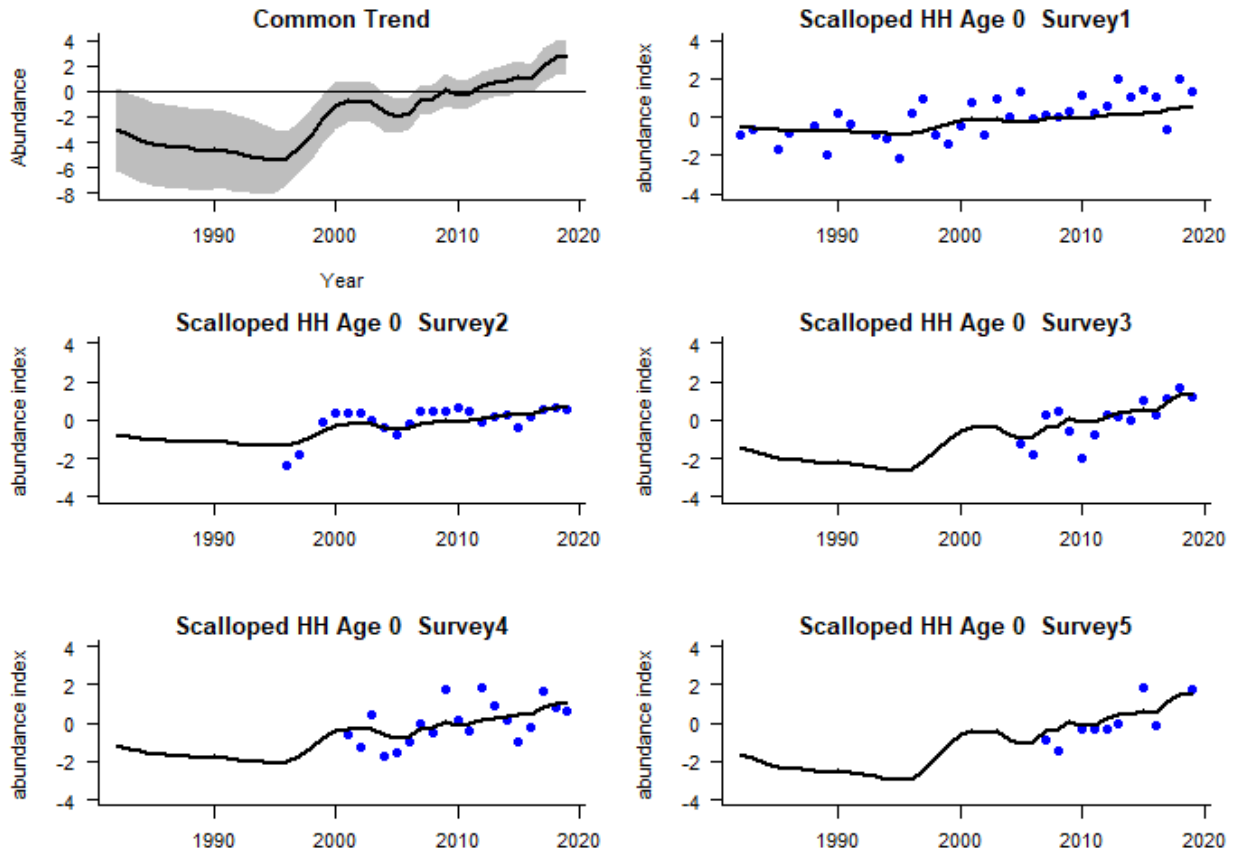 Common Trend
Abundance
4
2
0
-2
-4
-6
-8
1990 2000 2010 2020
Year
Scalloped HH Age 0 Survey1
abundance index
4
2
0
-2
-4
1990 2000 2010 2020
Scalloped HH Age 0 Survey2
abundance index
4
2
0
-2
-4
1990 2000 2010 2020
Scalloped HH Age 0 Survey3
abundance index
4
2
0
-2
-4
1990 2000 2010 2020
Scalloped HH Age 0 Survey4
abundance index
4
2
0
-2
-4
1990 2000 2010 2020
Scalloped HH Age 0 Survey5
abundance index
4
2
0
-2
-4
1990 2000 2010 2020